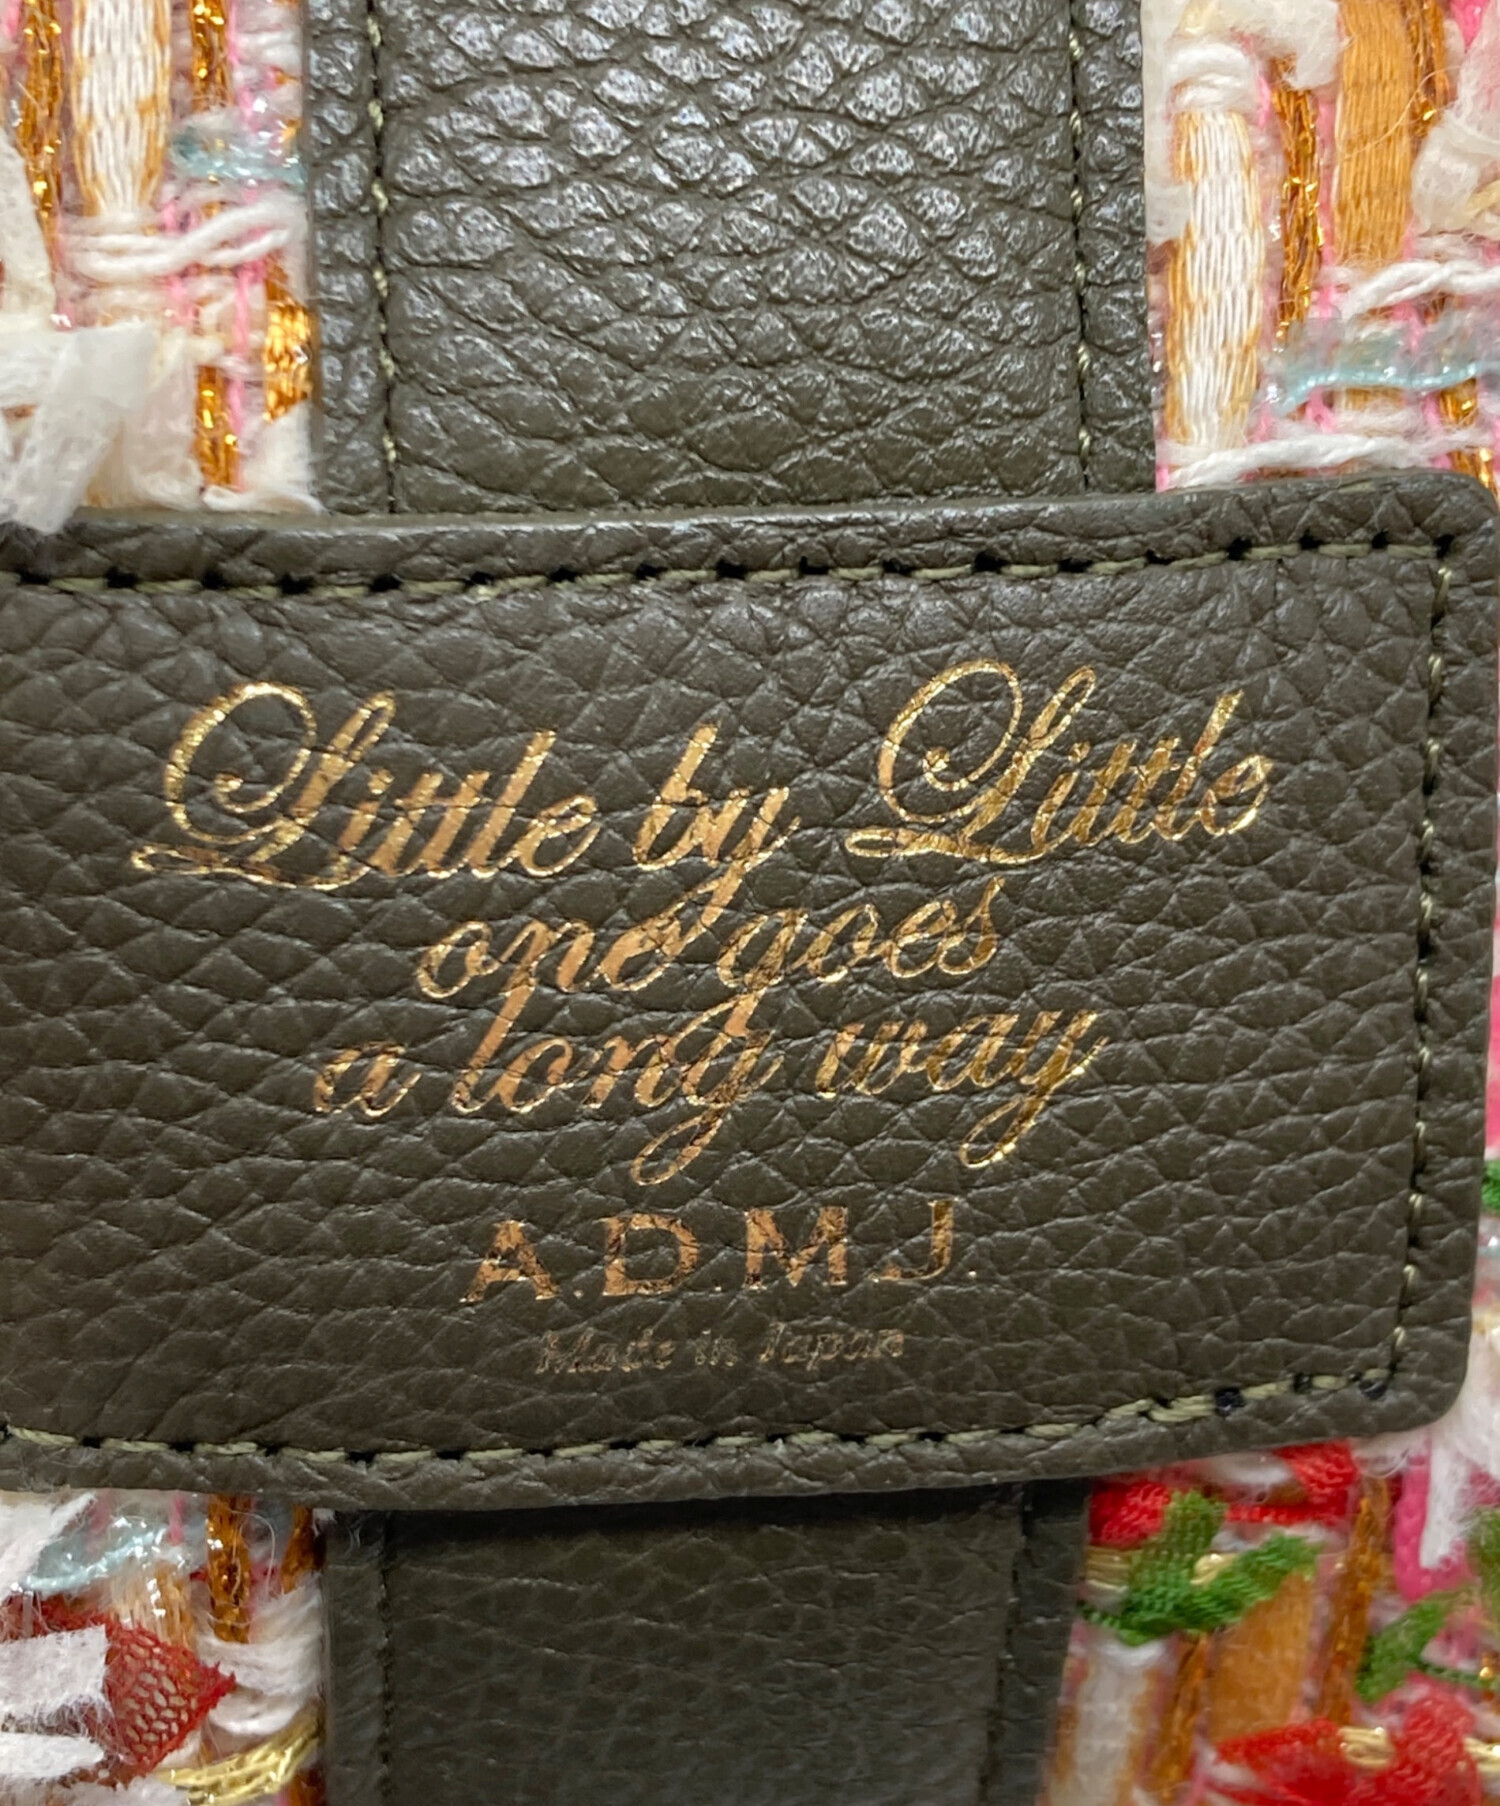 Little by Little
one goes
a long way
A.D.M.J.
Made in Japan